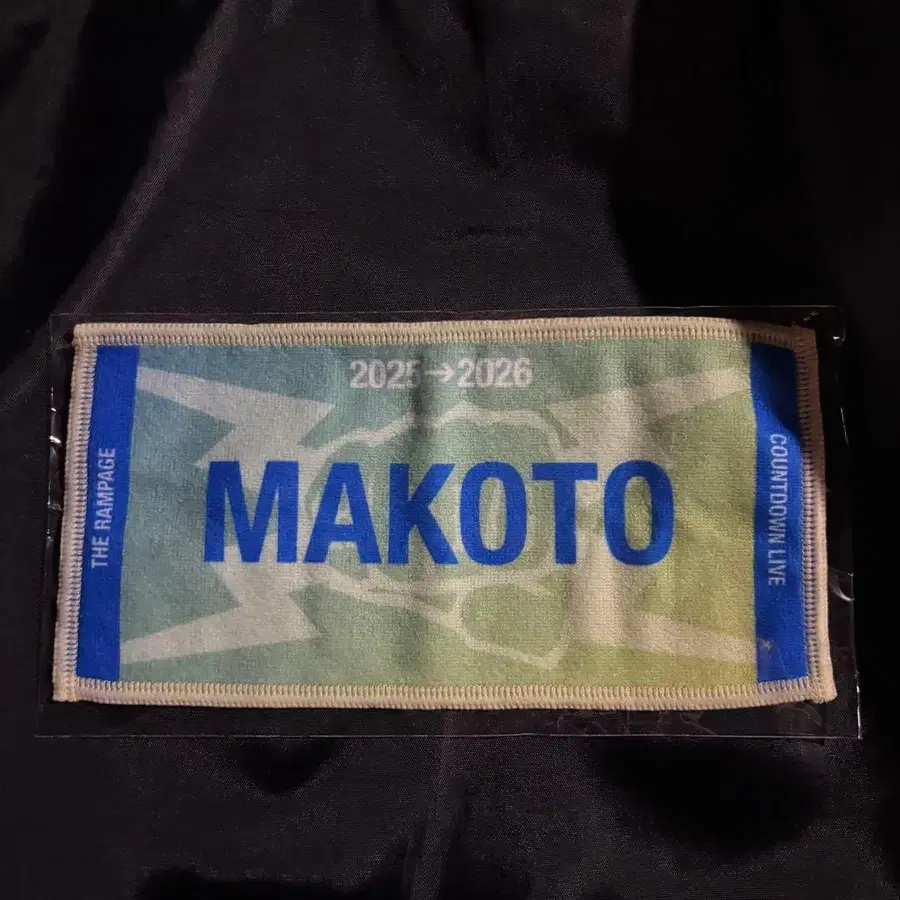 2025→2026
THE RAMPAGE
MAKOTO
COUNTDOWN LIVE